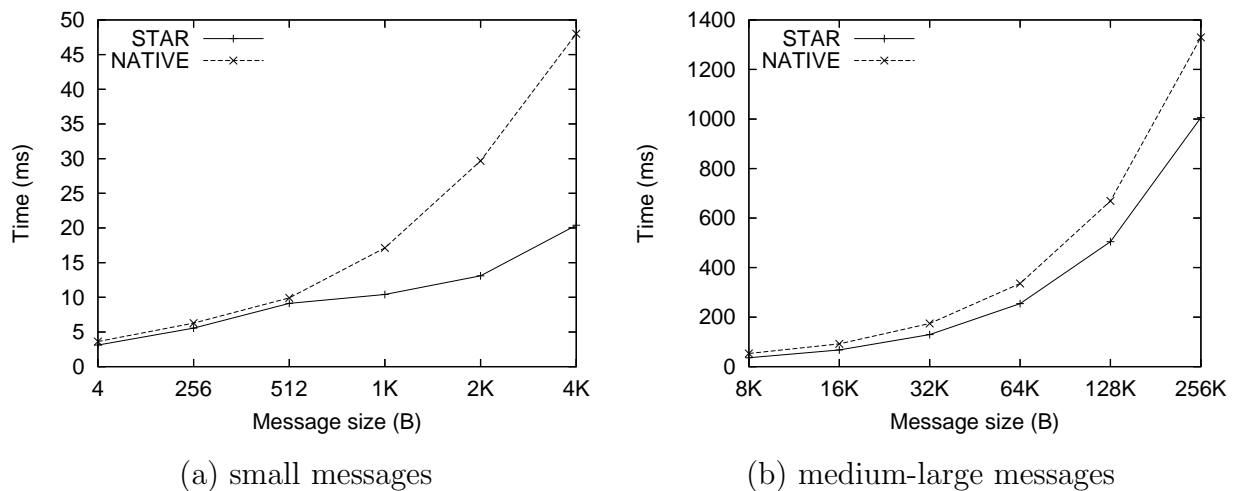 50
45
40
35
30
25
20
15
10
5
0
Time (ms)
STAR
NATIVE
4 256 512 1K 2K 4K
Message size (B)
(a) small messages
1400
1200
1000
800
600
400
200
0
Time (ms)
STAR
NATIVE
8K 16K 32K 64K 128K 256K
Message size (B)
(b) medium-large messages